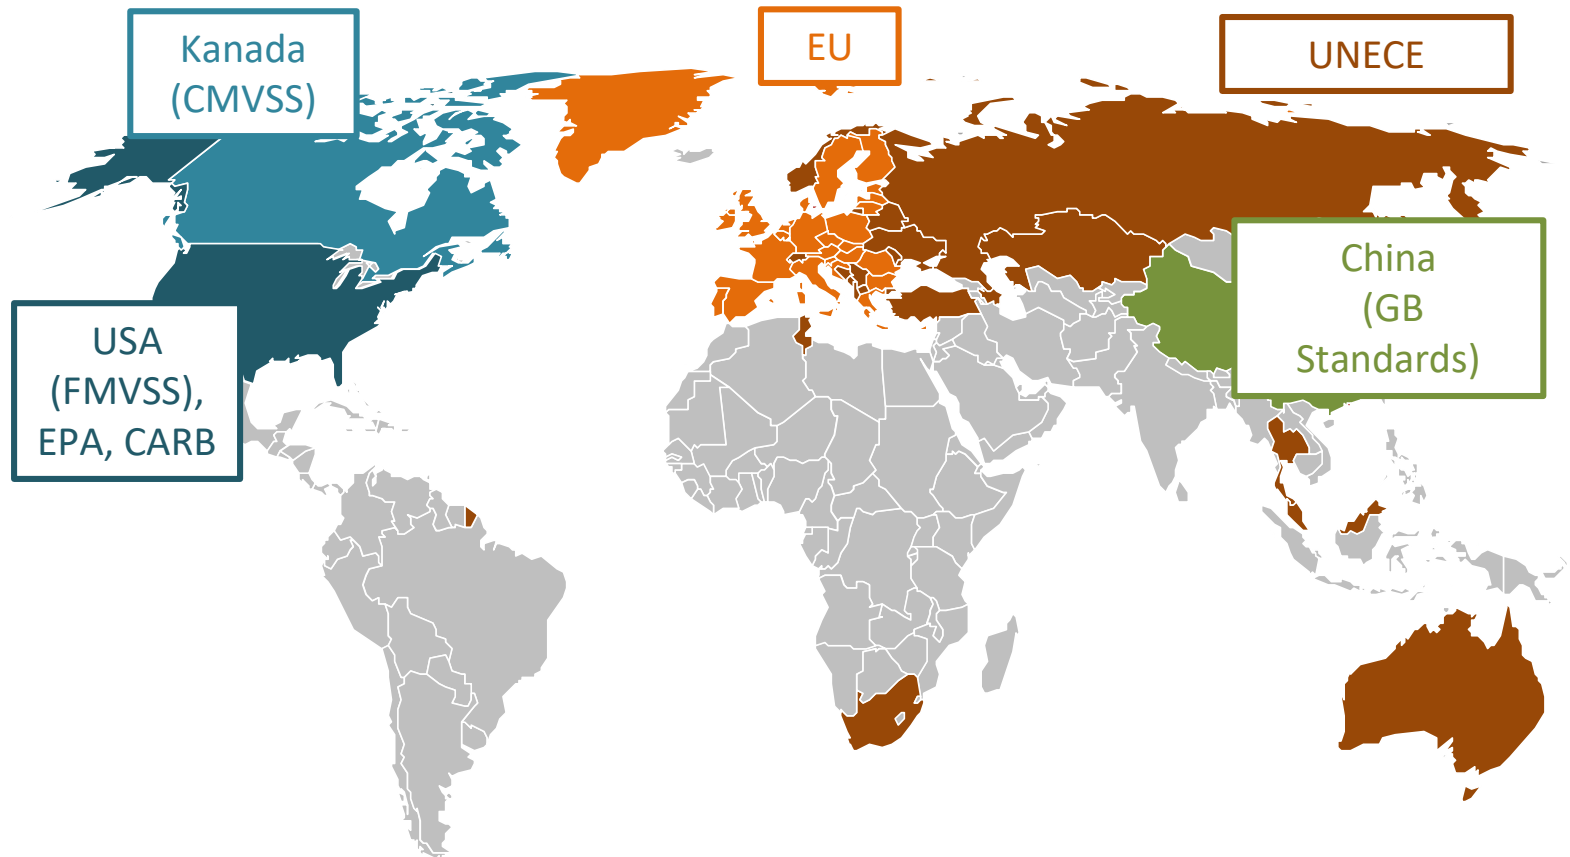 Kanada
(CMVSS)
EU
UNECE
USA
(FMVSS),
EPA, CARB
China
(GB
Standards)